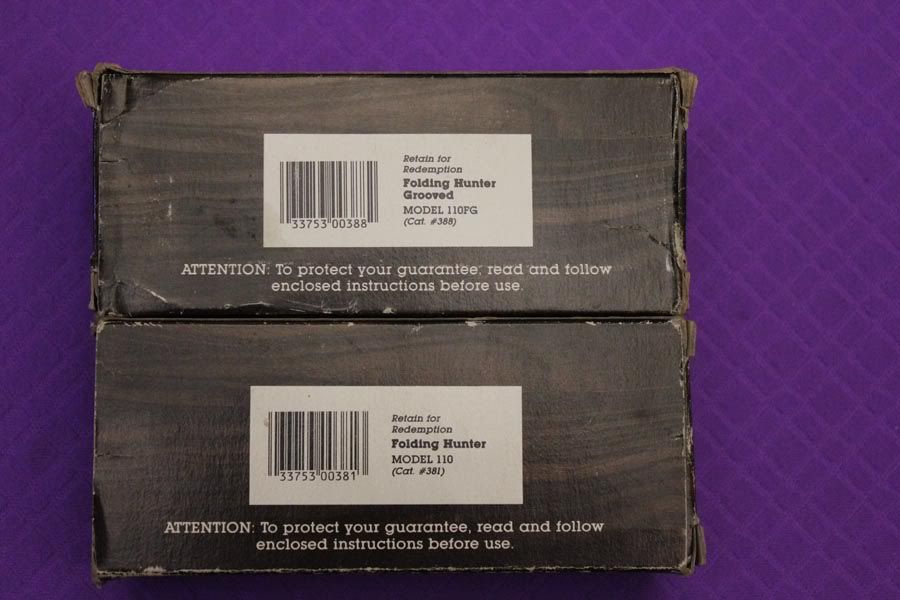 Retain for
Redemption
Folding Hunter
Grooved
MODEL 110FG
(Cat. #388)
33753 00388
ATTENTION: To protect your guarantee, read and follow
enclosed instructions before use.
Retain for
Redemption
Folding Hunter
MODEL 110
(Cat. #381)
33753 00381
ATTENTION: To protect your guarantee, read and follow
enclosed instructions before use.